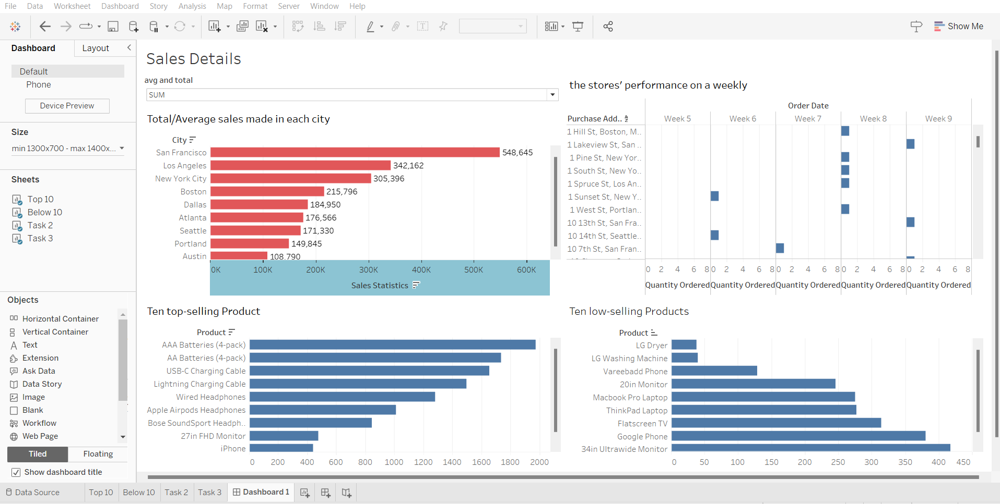 File Data Worksheet Dashboard Story Analysis Map Format Server Window Help
Show Me
Dashboard Layout
Default
Phone
Device Preview
Size
min 1300x700 - max 1400x...
Sheets
Top 10
Below 10
Task 2
Task 3
Objects
Horizontal Container
Vertical Container
Text
Extension
Ask Data
Data Story
Image
Blank
Workflow
Web Page
Tiled Floating
Show dashboard title
Sales Details
avg and total
SUM
Total/Average sales made in each city
City
San Francisco 548,645
Los Angeles 342,162
New York City 305,396
Boston 215,796
Dallas 184,950
Atlanta 176,566
Seattle 171,330
Portland 149,845
Austin 108,790
0K 100K 200K 300K 400K 500K 600K
Sales Statistics
the stores' performance on a weekly
Order Date
Purchase Add.. Week 5 Week 6 Week 7 Week 8 Week 9
1 Hill St, Boston, M..
1 Lakeview St, San ..
1 Pine St, New Yor..
1 South St, New Yo..
1 Spruce St, Los An..
1 Sunset St, New Y..
1 West St, Portlan..
10 13th St, San Fra..
10 14th St, Seattle..
10 7th St, San Fran..
0 2 4 6 8 0 2 4 6 8 0 2 4 6 8 0 2 4 6 8 0 2 4 6 8
Quantity Ordered Quantity Ordered Quantity Ordered Quantity Ordered Quantity Ordered
Ten top-selling Product
Product
AAA Batteries (4-pack)
AA Batteries (4-pack)
USB-C Charging Cable
Lightning Charging Cable
Wired Headphones
Apple Airpods Headphones
Bose SoundSport Headph..
27in FHD Monitor
iPhone
0 200 400 600 800 1000 1200 1400 1600 1800 2000
Ten low-selling Products
Product
LG Dryer
LG Washing Machine
Vareebadd Phone
20in Monitor
Macbook Pro Laptop
ThinkPad Laptop
Flatscreen TV
Google Phone
34in Ultrawide Monitor
0 50 100 150 200 250 300 350 400 450
Data Source Top 10 Below 10 Task 2 Task 3 Dashboard 1